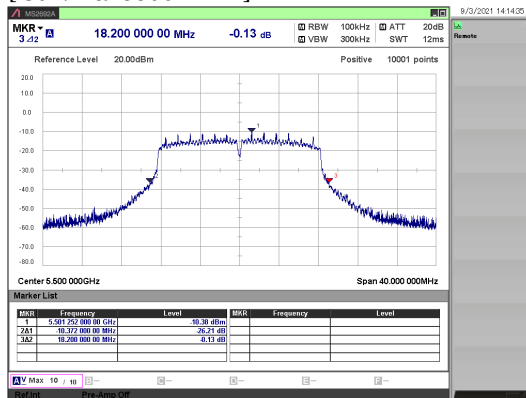 MS2692A
9/3/2021 14:14:35
MKR 3Δ2 A 18.200 000 00 MHz -0.13 dB
M RBW 100kHz M ATT 20dB
M VBW 300kHz SWT 12ms
Remote
Reference Level 20.00dBm Positive 10001 points
20.0
10.0
0.0
-10.0
-20.0
-30.0
-40.0
-50.0
-60.0
-70.0
-80.0
1
3
Center 5.500 000GHz Span 40.000 000MHz
Marker List
MKR Frequency Level MKR Frequency Level
1 5.501 252 000 00 GHz -10.38 dBm
2Δ1 -10.372 000 00 MHz -26.21 dB
3Δ2 18.200 000 00 MHz -0.13 dB
A V Max 10 / 10 B- C- D- E- F-
Ref.Int Pre-Amp Off